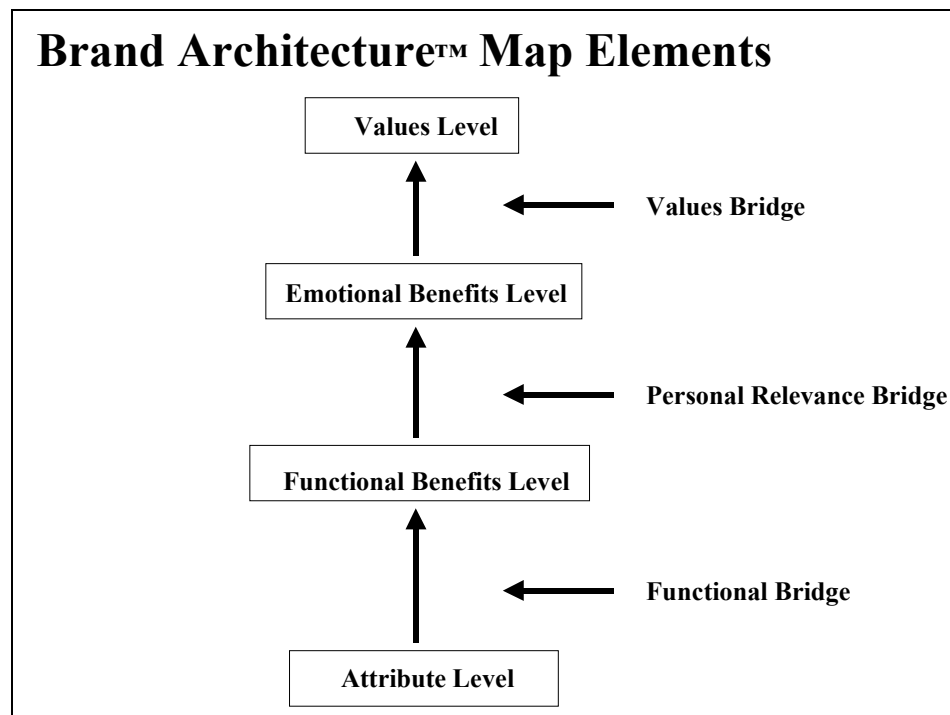 Brand Architecture™ Map Elements
Values Level
Values Bridge
Emotional Benefits Level
Personal Relevance Bridge
Functional Benefits Level
Functional Bridge
Attribute Level